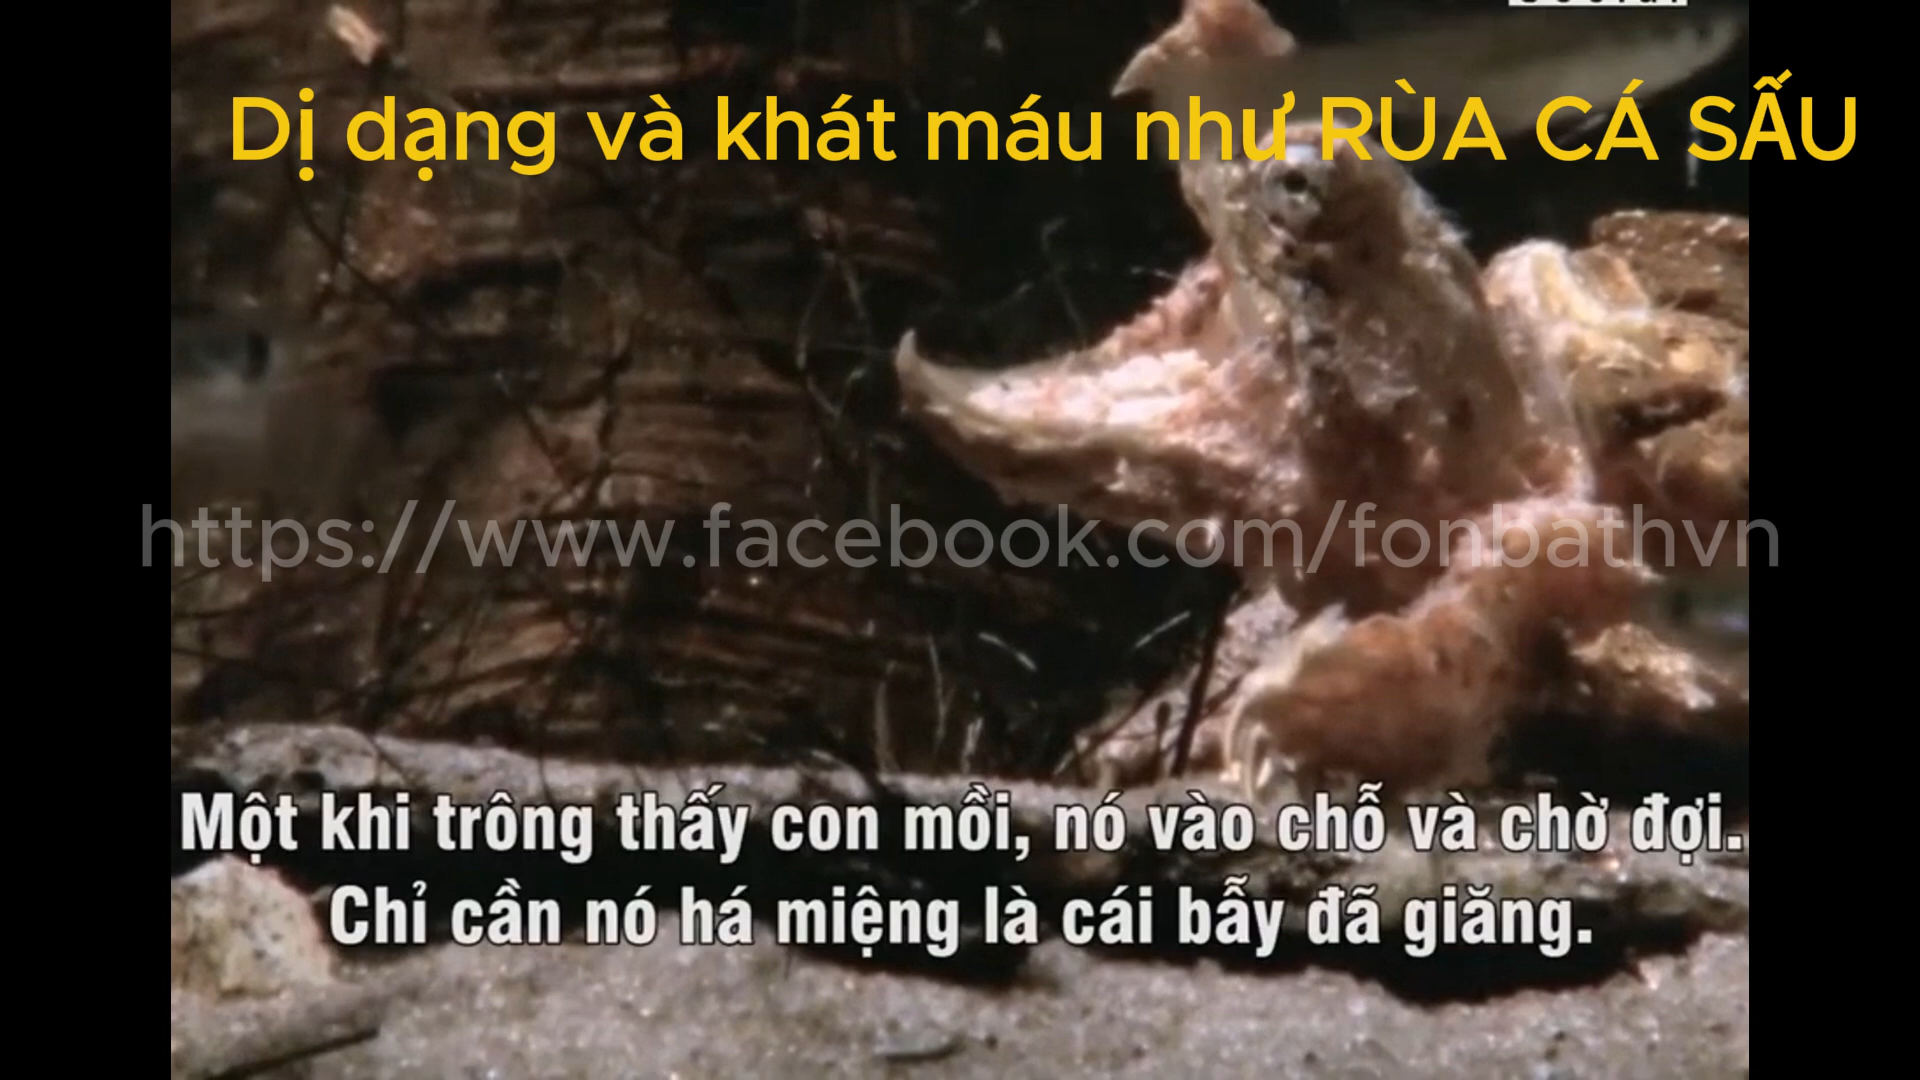 Dị dạng và khát máu như RÙA CÁ SẤU
https://www.facebook.com/fonbathvn
Một khi trông thấy con mồi, nó vào chỗ và chờ đợi.
Chỉ cần nó há miệng là cái bẫy đã giăng.